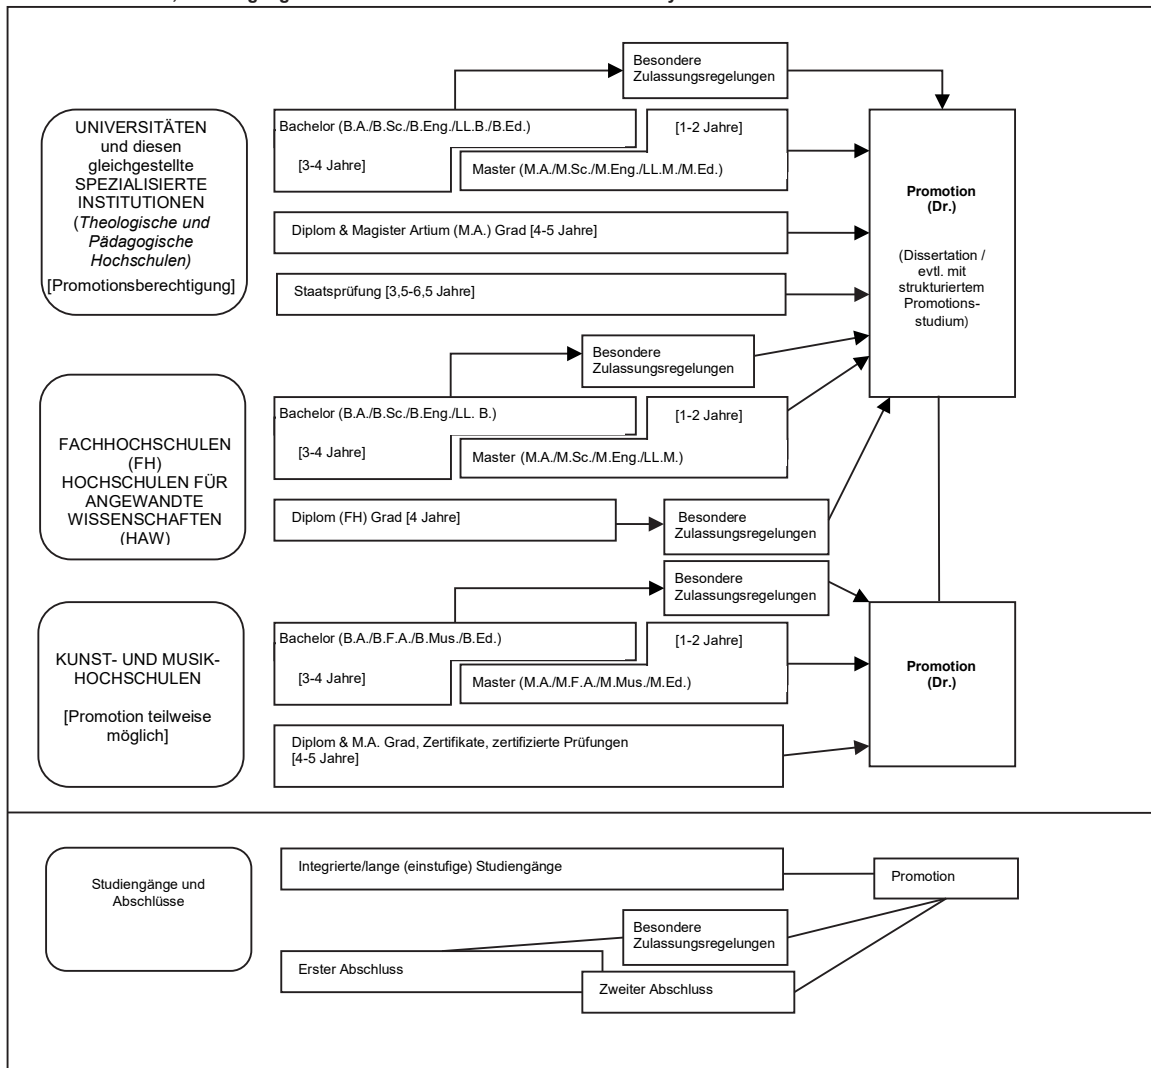 Besondere
Zulassungsregelungen
UNIVERSITÄTEN
und diesen
gleichgestellte
SPEZIALISIERTE
INSTITUTIONEN
(Theologische und
Pädagogische
Hochschulen)
[Promotionsberechtigung]
Bachelor (B.A./B.Sc./B.Eng./LL.B./B.Ed.)
[1-2 Jahre]
[3-4 Jahre]
Master (M.A./M.Sc./M.Eng./LL.M./M.Ed.)
Diplom & Magister Artium (M.A.) Grad [4-5 Jahre]
Staatsprüfung [3,5-6,5 Jahre]
Promotion
(Dr.)
(Dissertation /
evtl. mit
strukturiertem
Promotions-
studium)
Besondere
Zulassungsregelungen
FACHHOCHSCHULEN
(FH)
HOCHSCHULEN FÜR
ANGEWANDTE
WISSENSCHAFTEN
(HAW)
Bachelor (B.A./B.Sc./B.Eng./LL. B.)
[1-2 Jahre]
[3-4 Jahre]
Master (M.A./M.Sc./M.Eng./LL.M.)
Diplom (FH) Grad [4 Jahre]
Besondere
Zulassungsregelungen
Besondere
Zulassungsregelungen
KUNST- UND MUSIK-
HOCHSCHULEN
[Promotion teilweise
möglich]
Bachelor (B.A./B.F.A./B.Mus./B.Ed.)
[1-2 Jahre]
[3-4 Jahre]
Master (M.A./M.F.A./M.Mus./M.Ed.)
Diplom & M.A. Grad, Zertifikate, zertifizierte Prüfungen
[4-5 Jahre]
Promotion
(Dr.)
Studiengänge und
Abschlüsse
Integrierte/lange (einstufige) Studiengänge
Promotion
Besondere
Zulassungsregelungen
Erster Abschluss
Zweiter Abschluss